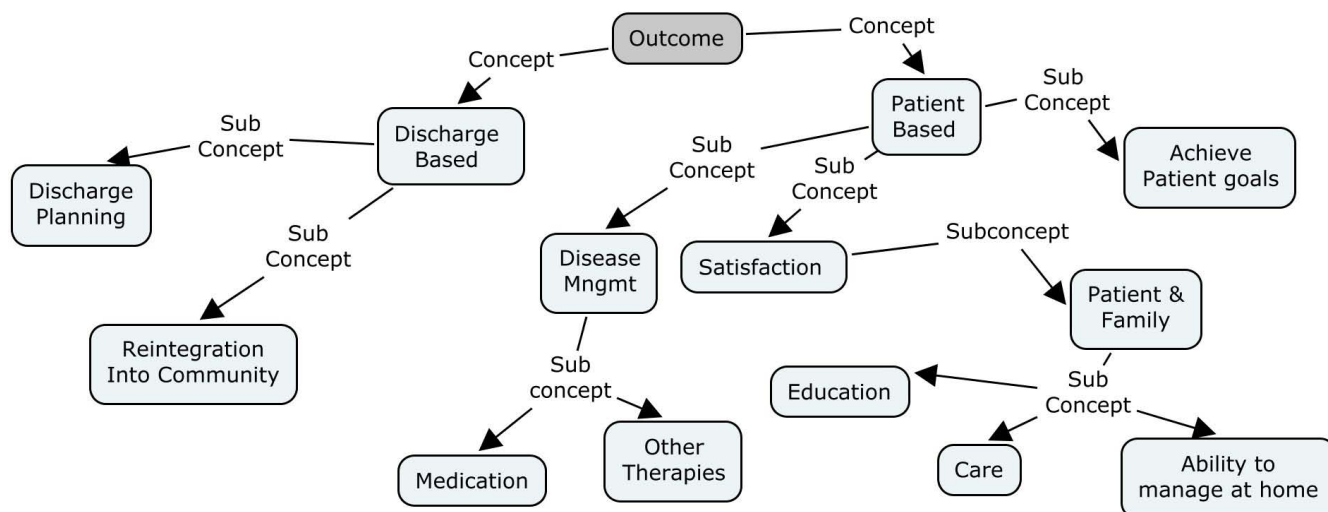 Outcome
Concept
Concept
Discharge
Based
Patient
Based
Sub
Concept
Sub
Concept
Sub
Concept
Sub
Concept
Achieve
Patient goals
Discharge
Planning
Sub
Concept
Disease
Mngmt
Satisfaction
Subconcept
Patient &
Family
Reintegration
Into Community
Sub
concept
Education
Sub
Concept
Medication
Other
Therapies
Care
Ability to
manage at home